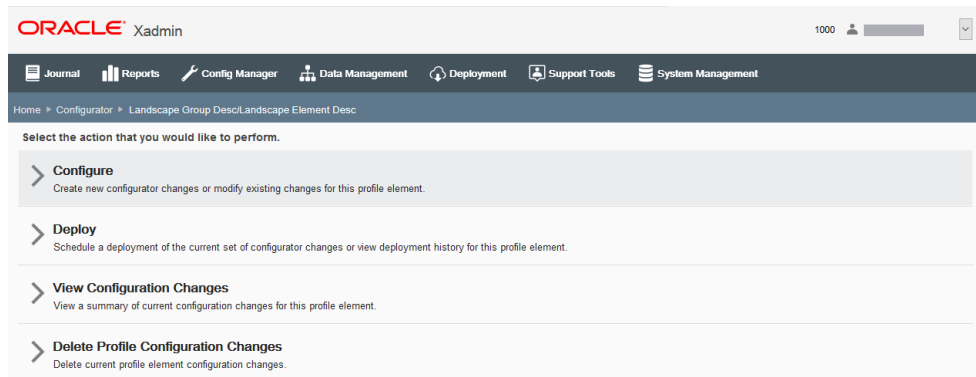 ORACLE® Xadmin 1000
Journal Reports Config Manager Data Management Deployment Support Tools System Management
Home ▶ Configurator ▶ Landscape Group Desc/Landscape Element Desc
Select the action that you would like to perform.
Configure
Create new configurator changes or modify existing changes for this profile element.
Deploy
Schedule a deployment of the current set of configurator changes or view deployment history for this profile element.
View Configuration Changes
View a summary of current configuration changes for this profile element.
Delete Profile Configuration Changes
Delete current profile element configuration changes.